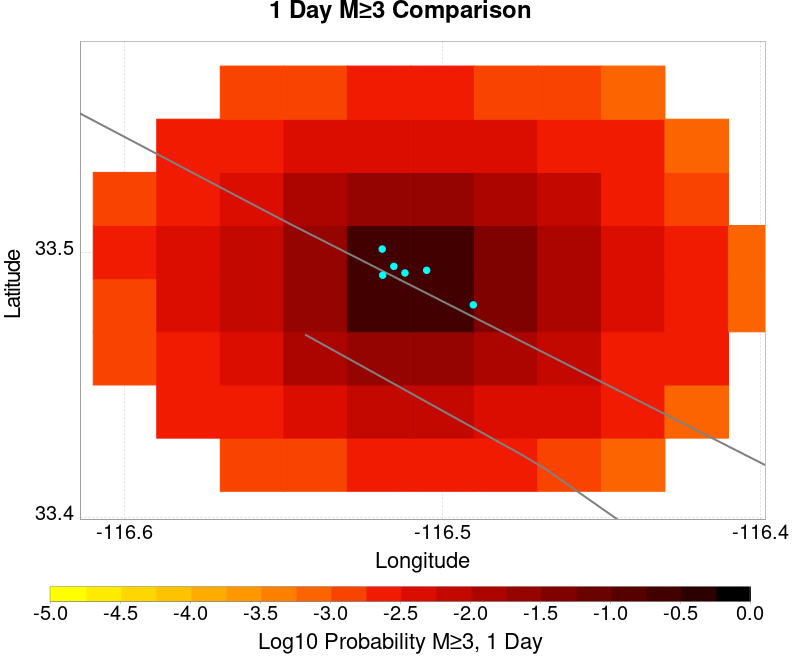 1 Day M≥3 Comparison
Latitude
33.5
33.4
-116.6 -116.5 -116.4
Longitude
-5.0 -4.5 -4.0 -3.5 -3.0 -2.5 -2.0 -1.5 -1.0 -0.5 0.0
Log10 Probability M≥3, 1 Day